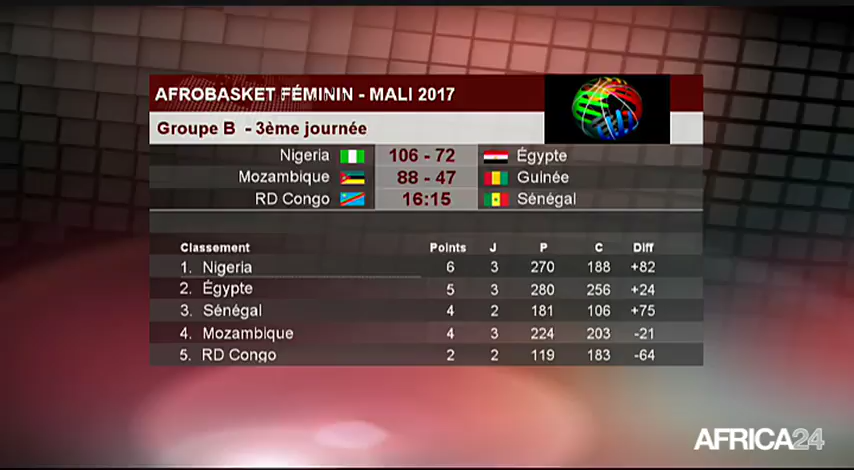 AFROBASKET FÉMININ - MALI 2017
Groupe B - 3ème journée
Nigeria 106 - 72 Égypte
Mozambique 88 - 47 Guinée
RD Congo 16:15 Sénégal
Classement Points J P C Diff
1. Nigeria 6 3 270 188 +82
2. Égypte 5 3 280 256 +24
3. Sénégal 4 2 181 106 +75
4. Mozambique 4 3 224 203 -21
5. RD Congo 2 2 119 183 -64
AFRICA24